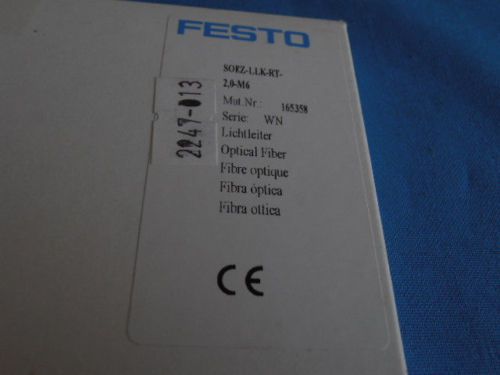 FESTO
SOEZ-LLK-RT-
2,0-M6
Mat.Nr.: 165358
Serie: WN
Lichtleiter
Optical Fiber
Fibre optique
Fibra óptica
Fibra ottica
CE
2247-013